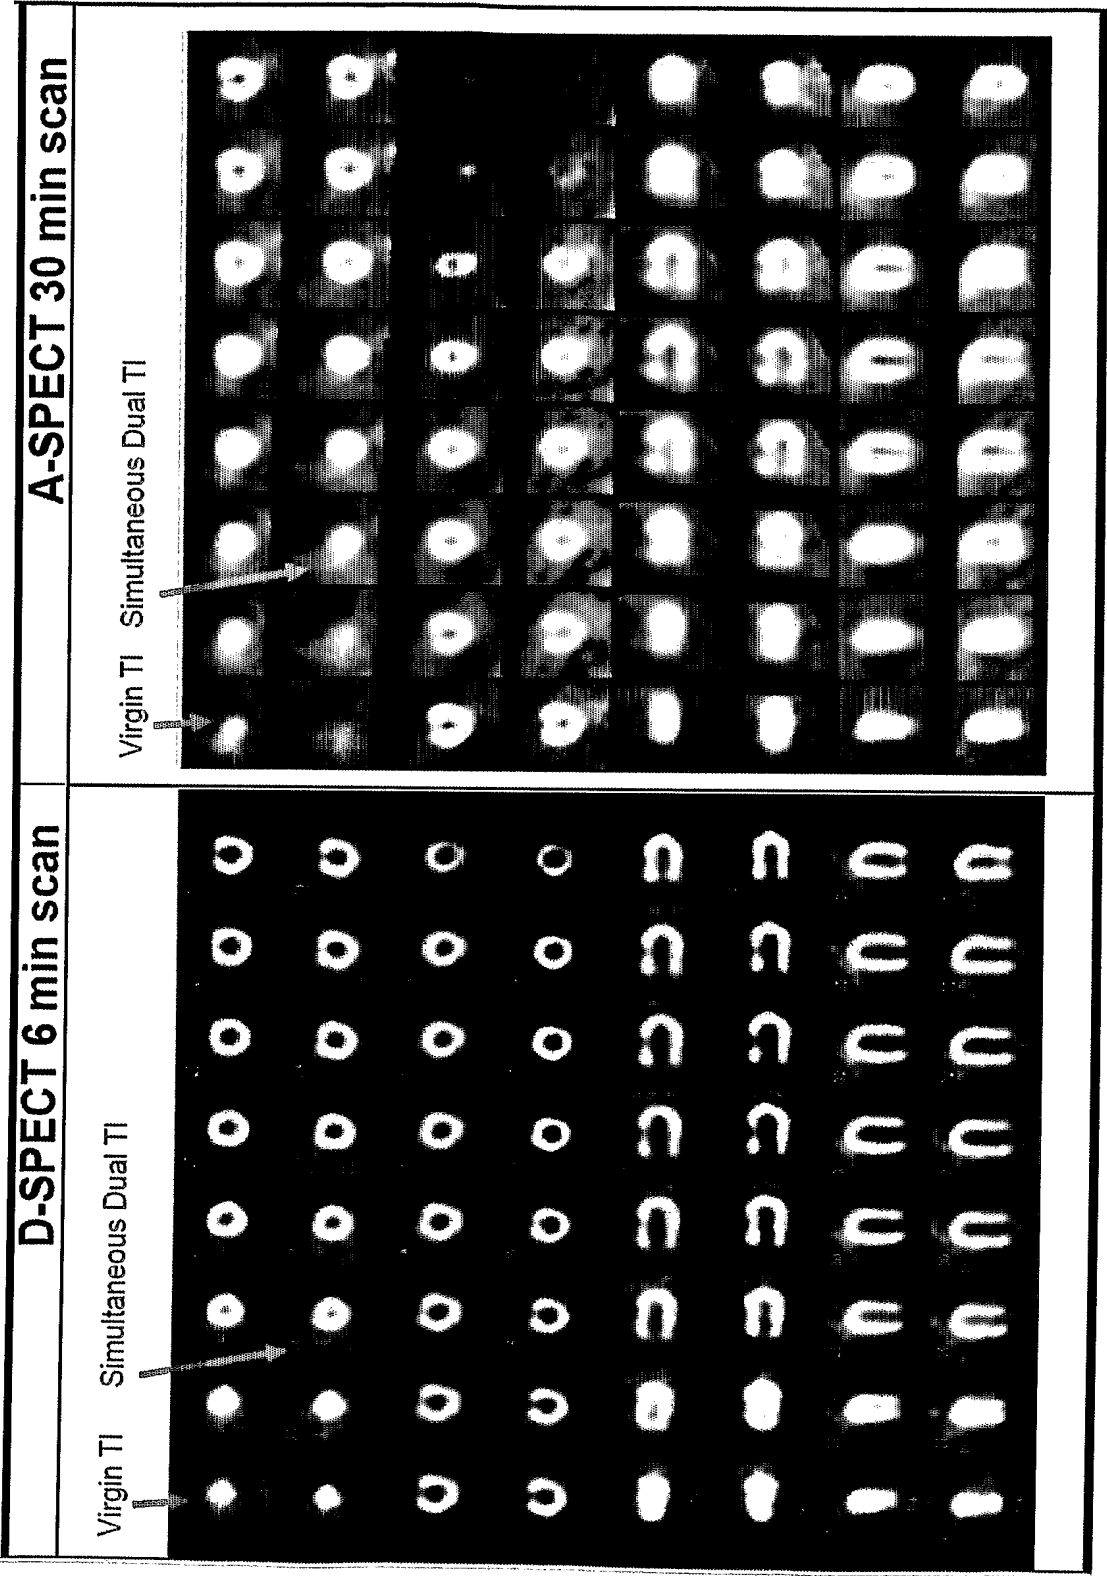 D-SPECT 6 min scan
A-SPECT 30 min scan
Virgin Tl
Simultaneous Dual Tl
Virgin Tl
Simultaneous Dual Tl